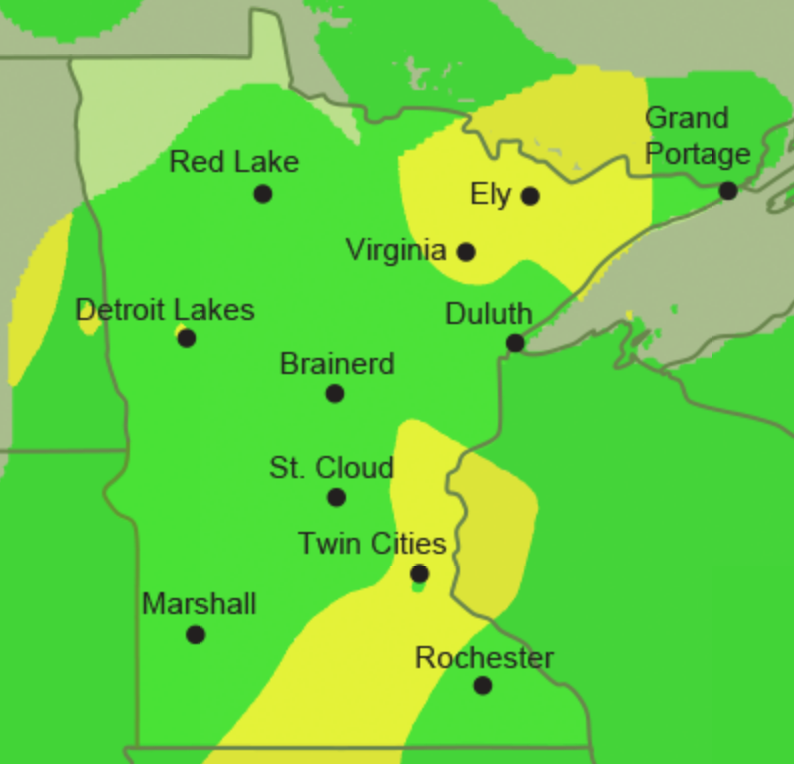 Grand
Portage
Red Lake
Ely
Virginia
Detroit Lakes
Duluth
Brainerd
St. Cloud
Twin Cities
Marshall
Rochester